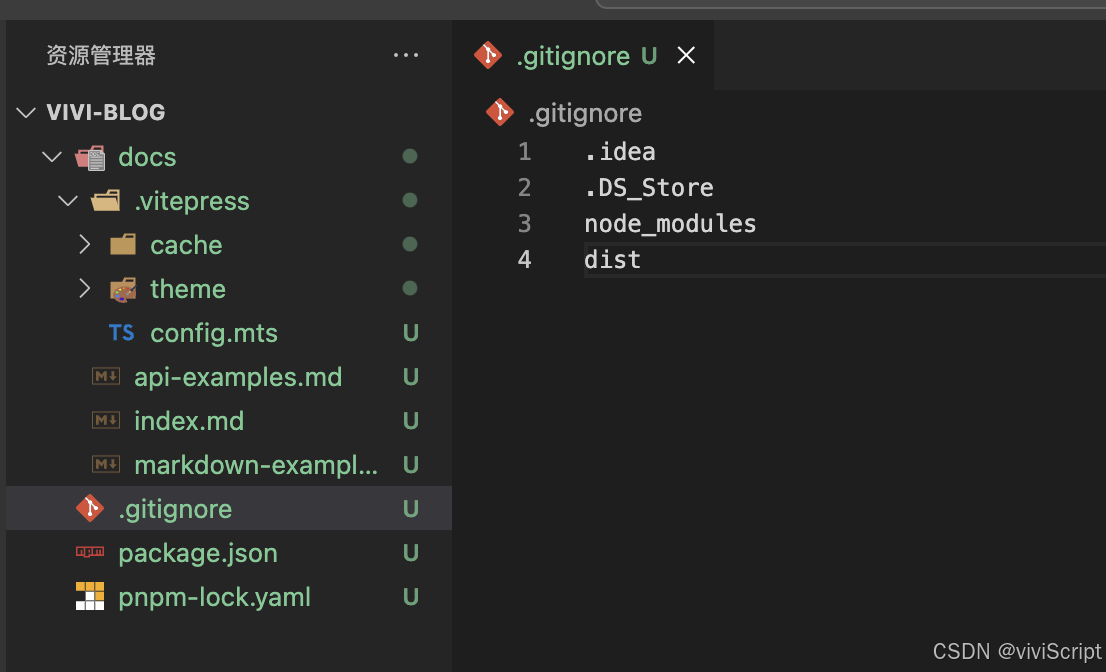 资源管理器 ···
VIVI-BLOG
docs
.vitepress
cache
theme
TS config.mts U
M↓ api-examples.md U
M↓ index.md U
M↓ markdown-exampl... U
.gitignore U
npm package.json U
pnpm-lock.yaml U
.gitignore U
.gitignore
1 .idea
2 .DS_Store
3 node_modules
4 dist
CSDN @viviScript